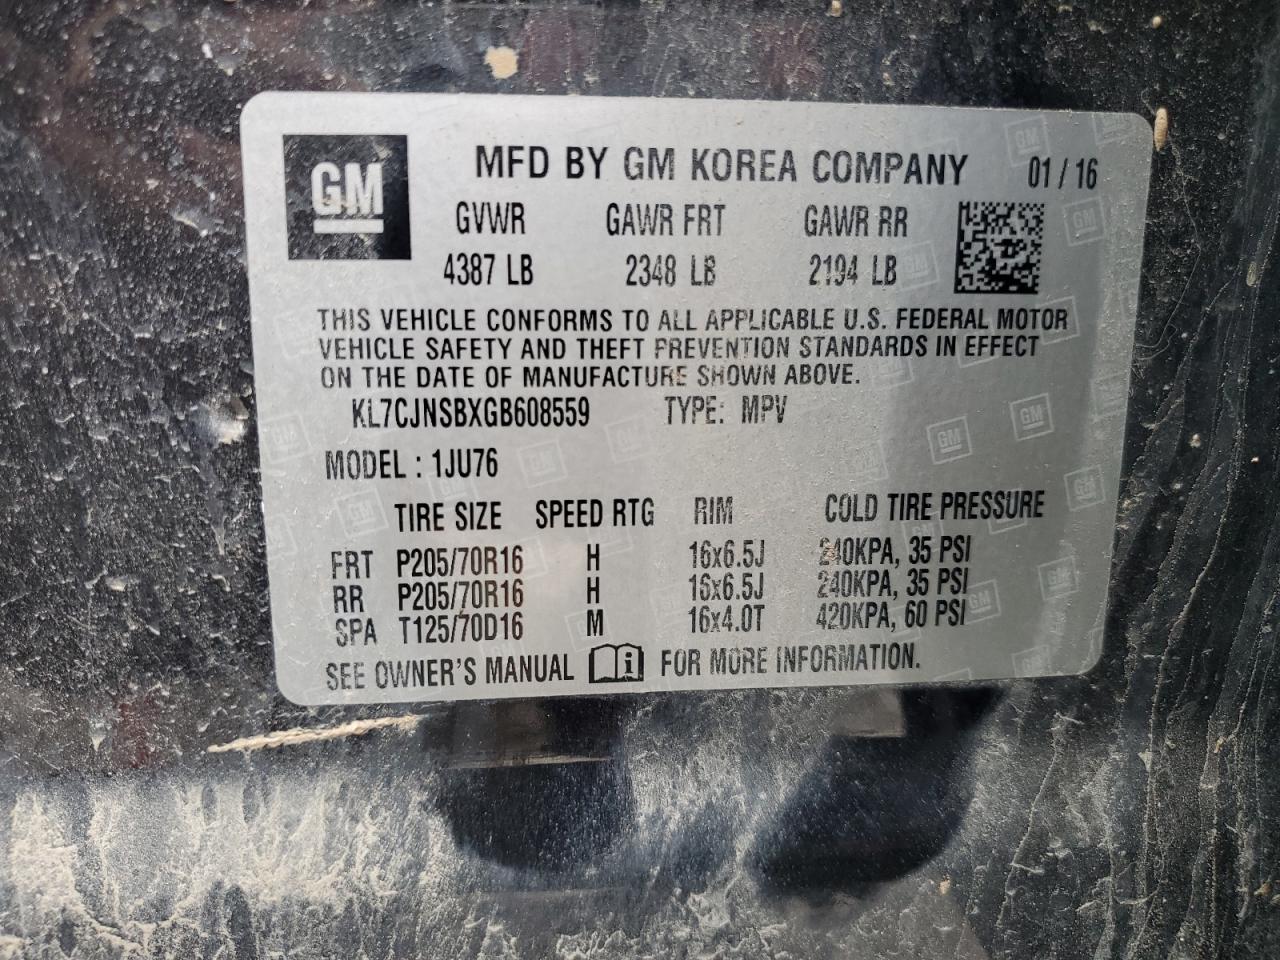 GM
MFD BY GM KOREA COMPANY 01 / 16
GVWR GAWR FRT GAWR RR
4387 LB 2348 LB 2194 LB
THIS VEHICLE CONFORMS TO ALL APPLICABLE U.S. FEDERAL MOTOR
VEHICLE SAFETY AND THEFT PREVENTION STANDARDS IN EFFECT
ON THE DATE OF MANUFACTURE SHOWN ABOVE.
KL7CJNSBXGB608559 TYPE: MPV
MODEL : 1JU76
TIRE SIZE SPEED RTG RIM COLD TIRE PRESSURE
FRT P205/70R16 H 16x6.5J 240KPA, 35 PSI
RR P205/70R16 H 16x6.5J 240KPA, 35 PSI
SPA T125/70D16 M 16x4.0T 420KPA, 60 PSI
SEE OWNER'S MANUAL i FOR MORE INFORMATION.